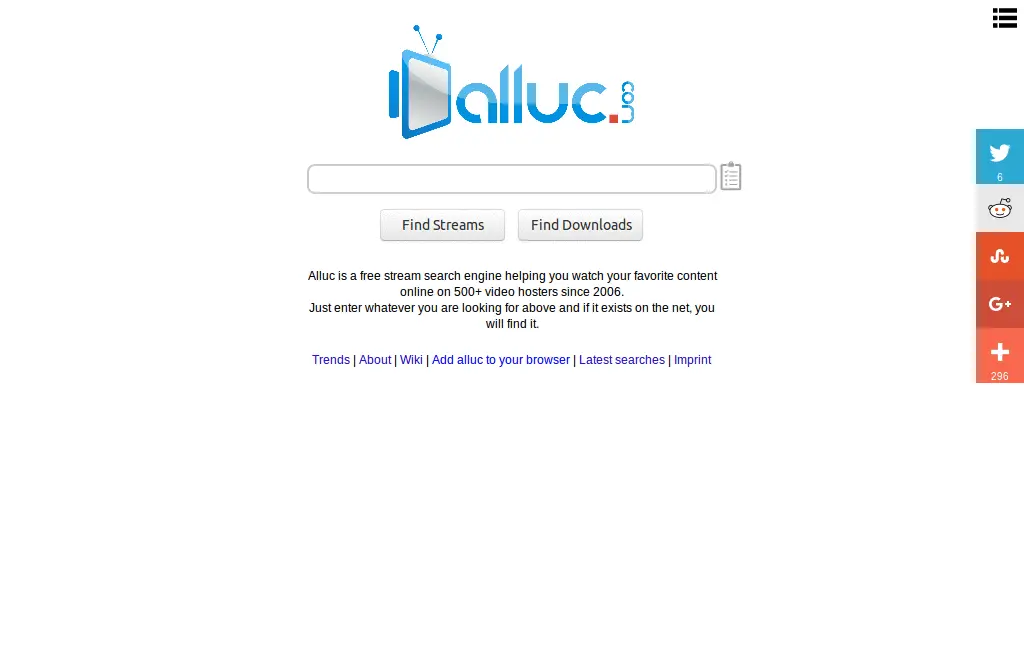 alluc.com
6
Find Streams Find Downloads
Alluc is a free stream search engine helping you watch your favorite content
online on 500+ video hosters since 2006.
Just enter whatever you are looking for above and if it exists on the net, you
will find it.
G+
Trends | About | Wiki | Add alluc to your browser | Latest searches | Imprint
296